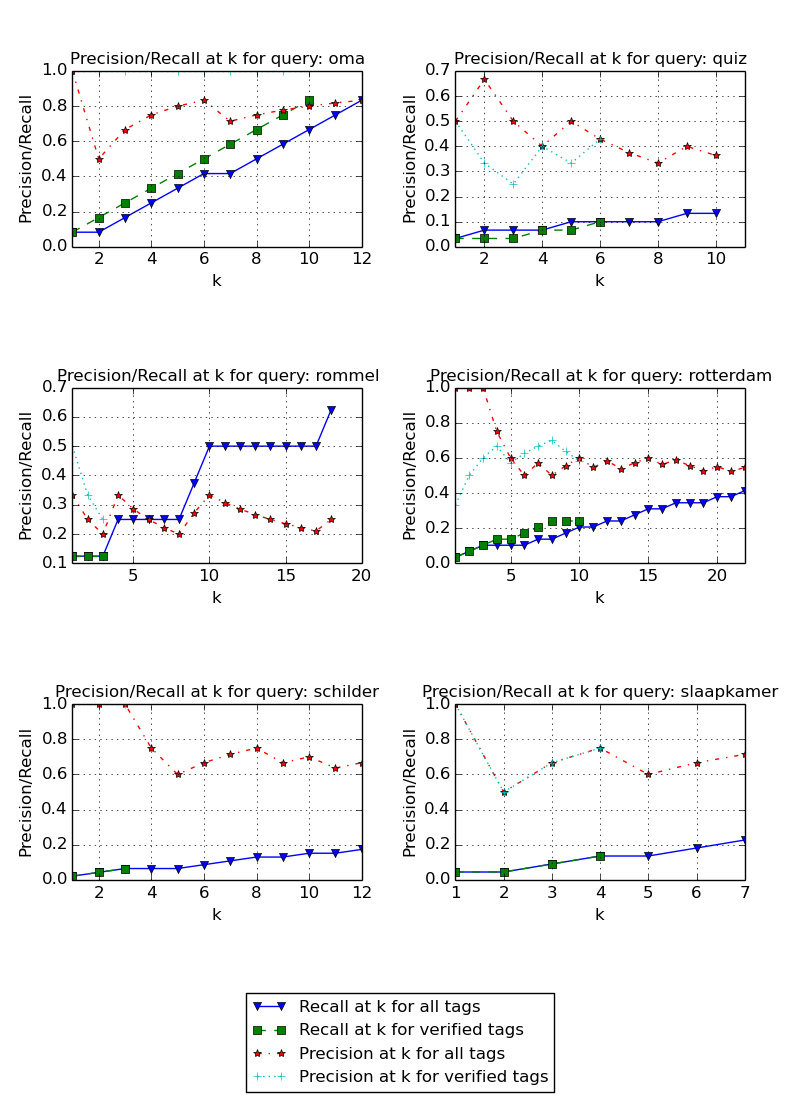 Precision/Recall at k for query: oma
Precision/Recall
1.0
0.8
0.6
0.4
0.2
0.0
2 4 6 8 10 12
k
Precision/Recall at k for query: quiz
Precision/Recall
0.7
0.6
0.5
0.4
0.3
0.2
0.1
0.0
2 4 6 8 10
k
Precision/Recall at k for query: rommel
Precision/Recall
0.7
0.6
0.5
0.4
0.3
0.2
0.1
5 10 15 20
k
Precision/Recall at k for query: rotterdam
Precision/Recall
1.0
0.8
0.6
0.4
0.2
0.0
5 10 15 20
k
Precision/Recall at k for query: schilder
Precision/Recall
1.0
0.8
0.6
0.4
0.2
0.0
2 4 6 8 10 12
k
Precision/Recall at k for query: slaapkamer
Precision/Recall
1.0
0.8
0.6
0.4
0.2
0.0
1 2 3 4 5 6 7
k
Recall at k for all tags
Recall at k for verified tags
Precision at k for all tags
Precision at k for verified tags